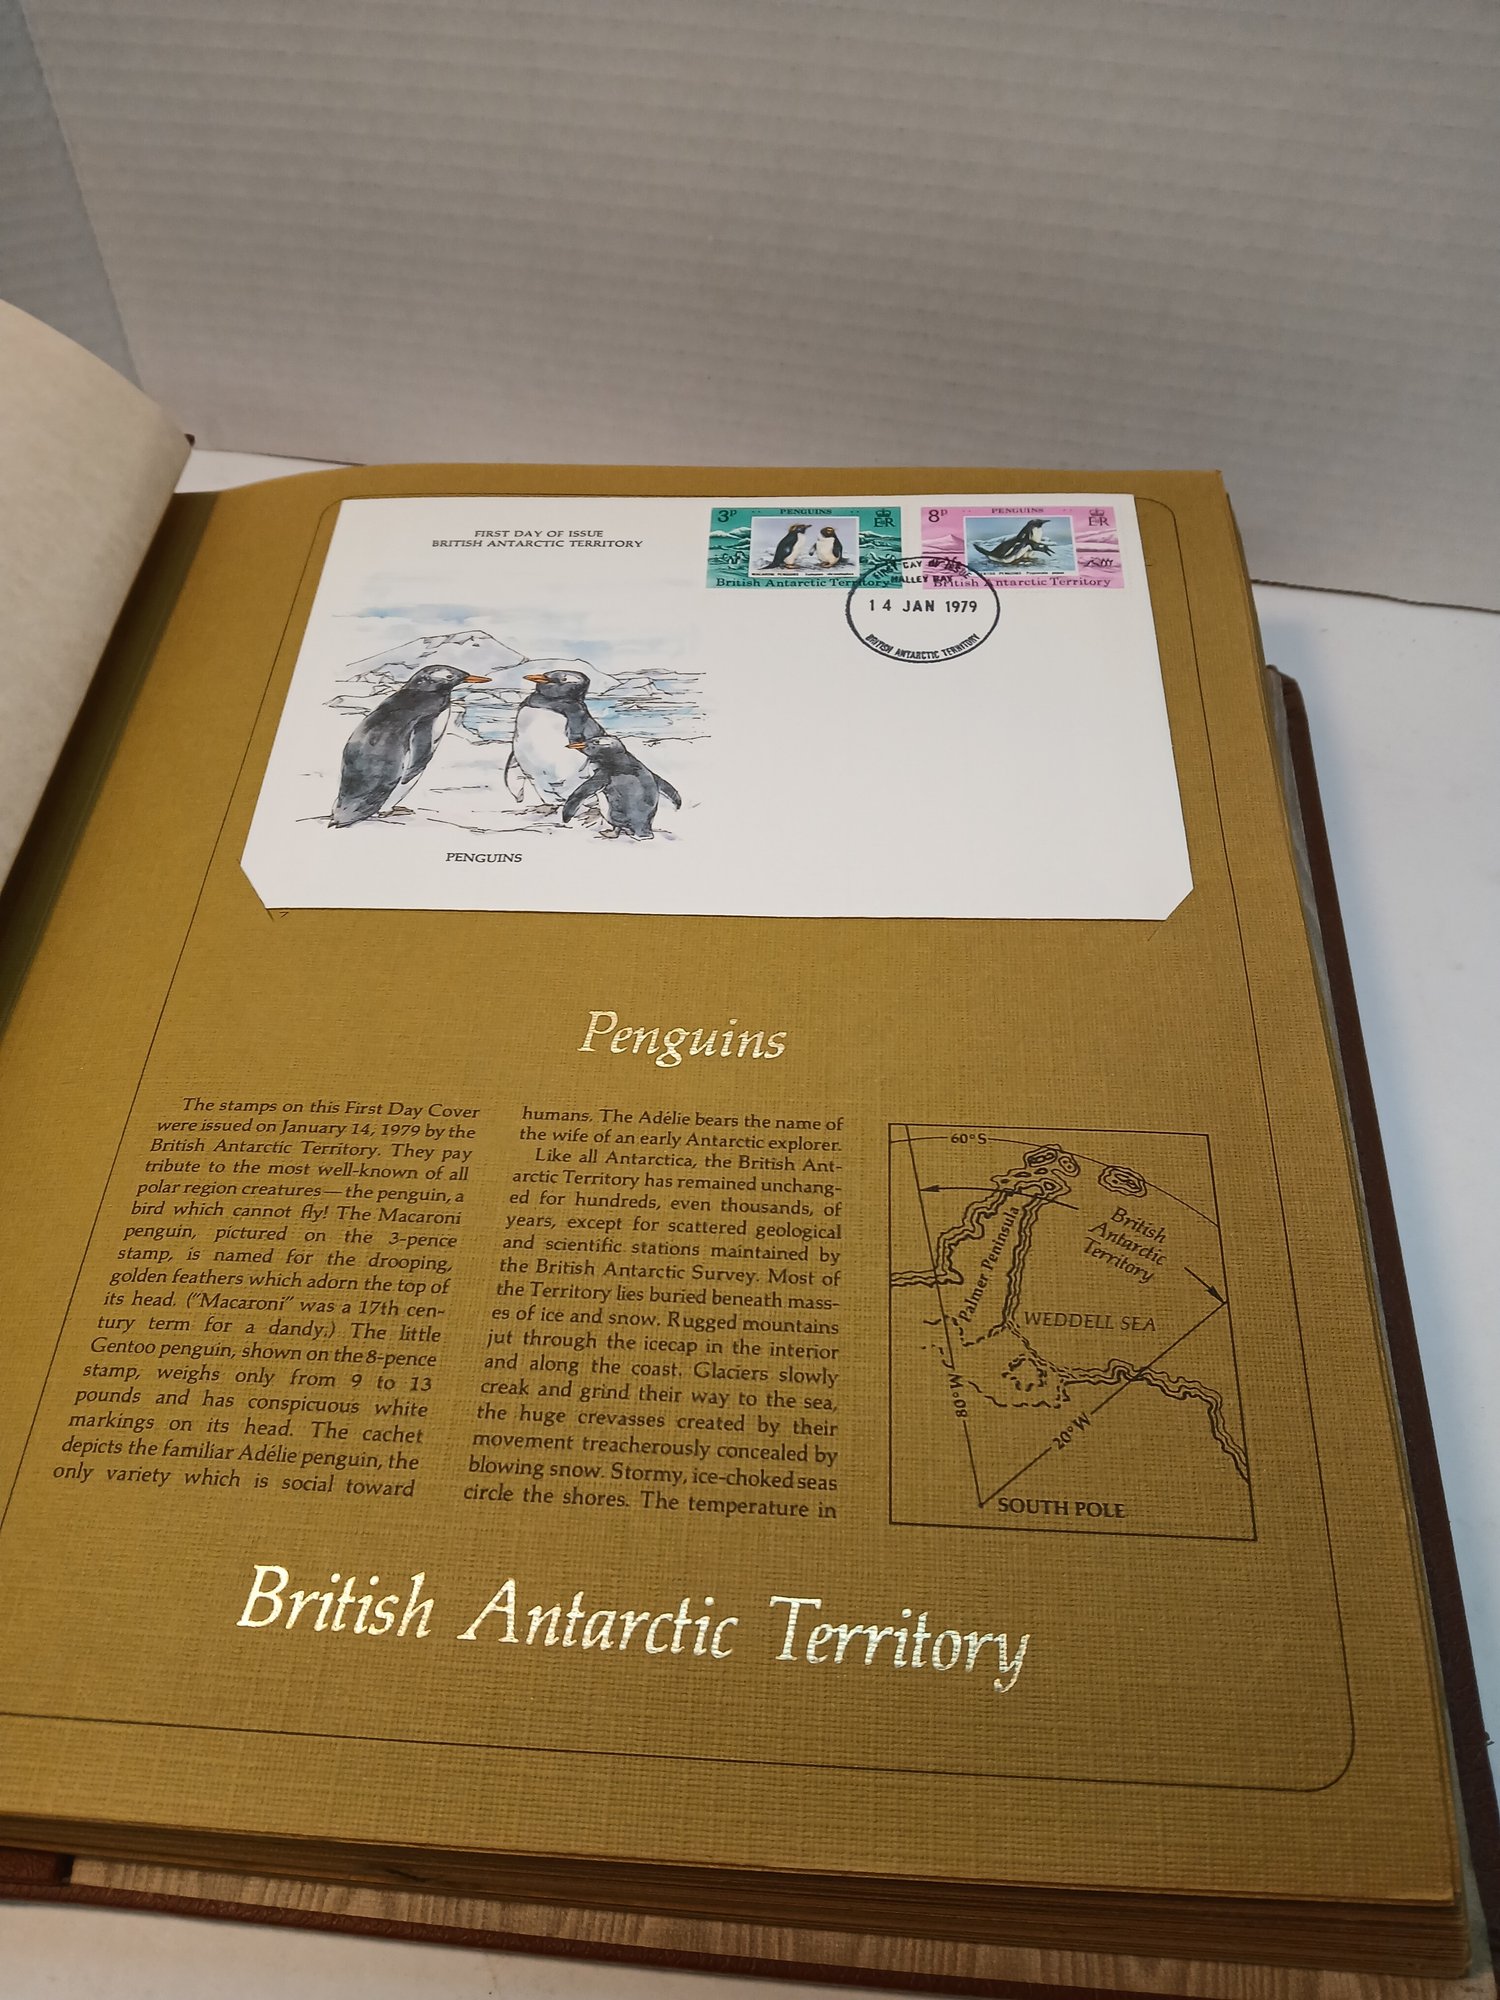 FIRST DAY OF ISSUE
BRITISH ANTARCTIC TERRITORY
3p
PENGUINS
ER
British Antarctic Territory
8p
PENGUINS
ER
British Antarctic Territory
FIRST DAY OF ISSUE
HALLEY BAY
14 JAN 1979
BRITISH ANTARCTIC TERRITORY
PENGUINS
Penguins
The stamps on this First Day Cover
were issued on January 14, 1979 by the
British Antarctic Territory. They pay
tribute to the most well-known of all
polar region creatures—the penguin, a
bird which cannot fly! The Macaroni
penguin, pictured on the 3-pence
stamp, is named for the drooping,
golden feathers which adorn the top of
its head. ("Macaroni" was a 17th cen-
tury term for a dandy.) The little
Gentoo penguin, shown on the 8-pence
stamp, weighs only from 9 to 13
pounds and has conspicuous white
markings on its head. The cachet
depicts the familiar Adélie penguin, the
only variety which is social toward
humans. The Adélie bears the name of
the wife of an early Antarctic explorer.
Like all Antarctica, the British Ant-
arctic Territory has remained unchang-
ed for hundreds, even thousands, of
years, except for scattered geological
and scientific stations maintained by
the British Antarctic Survey. Most of
the Territory lies buried beneath mass-
es of ice and snow. Rugged mountains
jut through the icecap in the interior
and along the coast. Glaciers slowly
creak and grind their way to the sea,
the huge crevasses created by their
movement treacherously concealed by
blowing snow. Stormy, ice-choked seas
circle the shores. The temperature in
60°S
British
Antarctic
Territory
Palmer Peninsula
WEDDELL SEA
80°W
20°W
SOUTH POLE
British Antarctic Territory